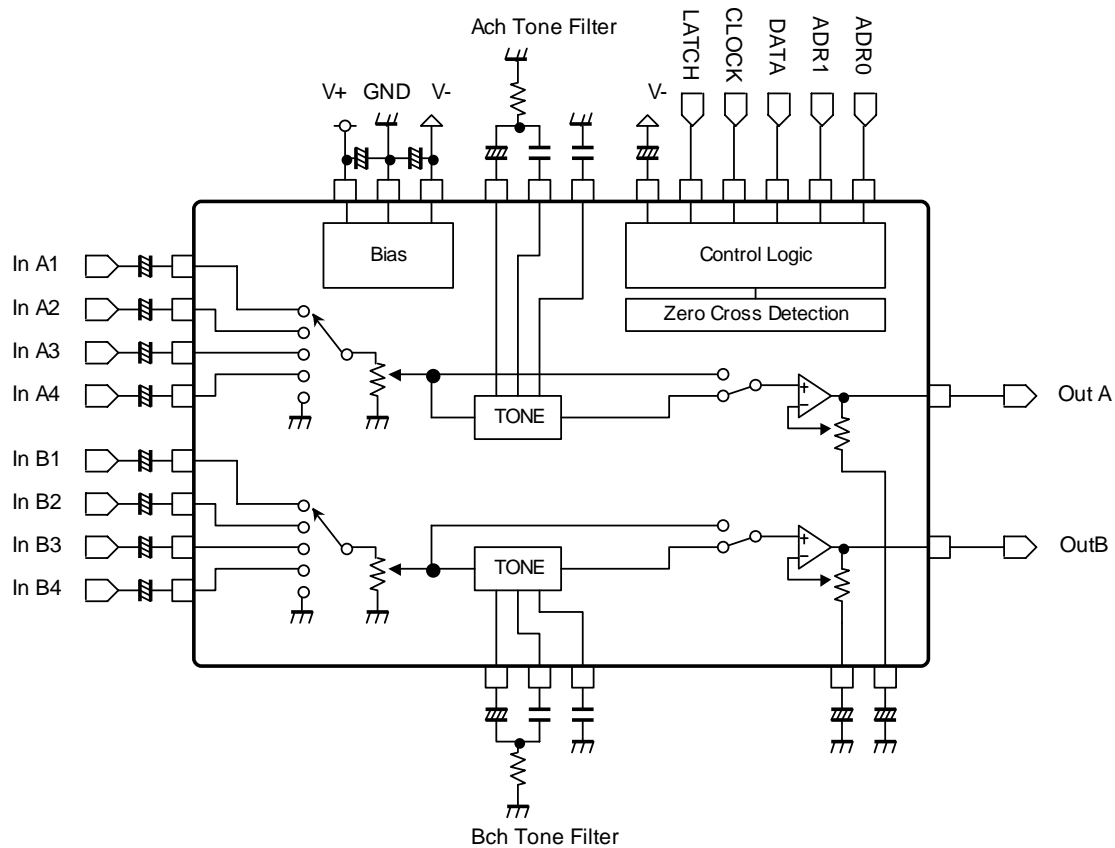 Ach Tone Filter
LATCH
CLOCK
DATA
ADR1
ADR0
V+
GND
V-
V-
Bias
Control Logic
Zero Cross Detection
In A1
In A2
In A3
In A4
TONE
+
−
Out A
In B1
In B2
In B3
In B4
TONE
+
−
OutB
Bch Tone Filter